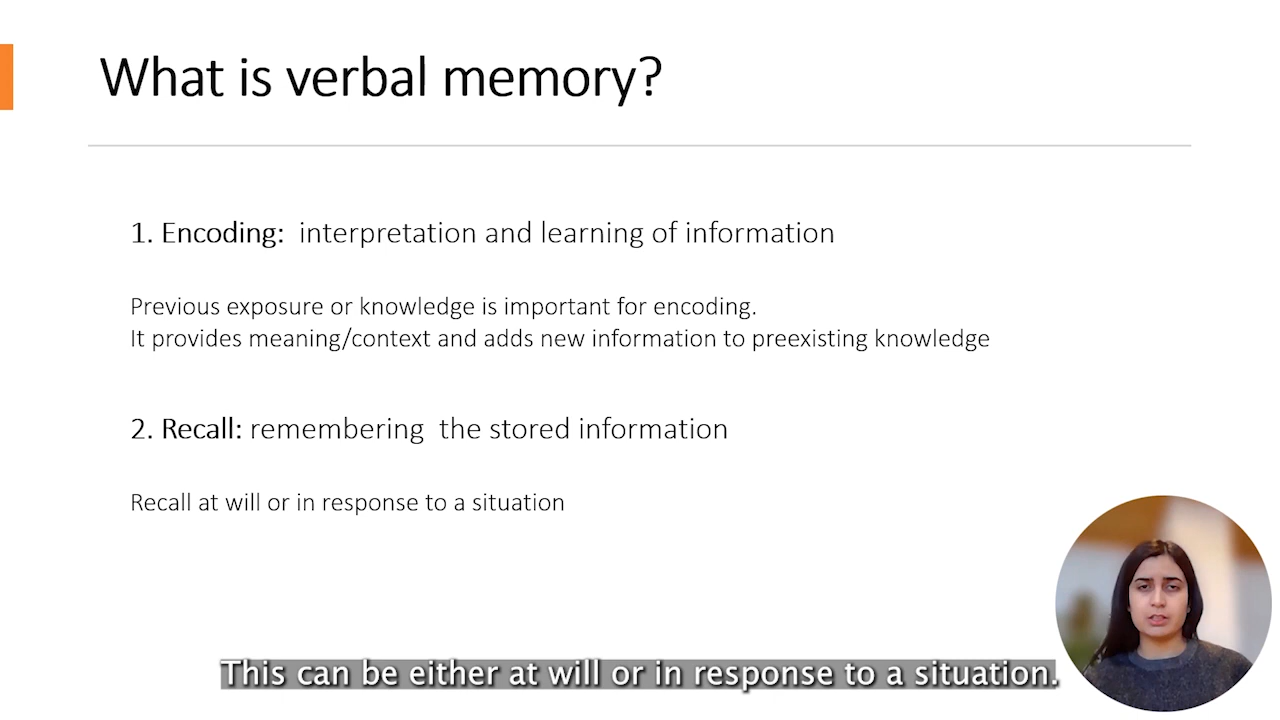 What is verbal memory?
1. Encoding: interpretation and learning of information
Previous exposure or knowledge is important for encoding.
It provides meaning/context and adds new information to preexisting knowledge
2. Recall: remembering the stored information
Recall at will or in response to a situation
This can be either at will or in response to a situation.